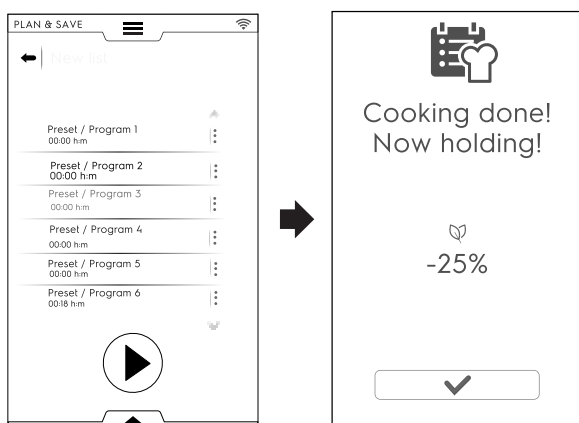 PLAN & SAVE
New list
Preset / Program 1
00:00 h:m
Preset / Program 2
00:00 h:m
Preset / Program 3
00:00 h:m
Preset / Program 4
00:00 h:m
Preset / Program 5
00:00 h:m
Preset / Program 6
00:18 h:m
Cooking done!
Now holding!
-25%